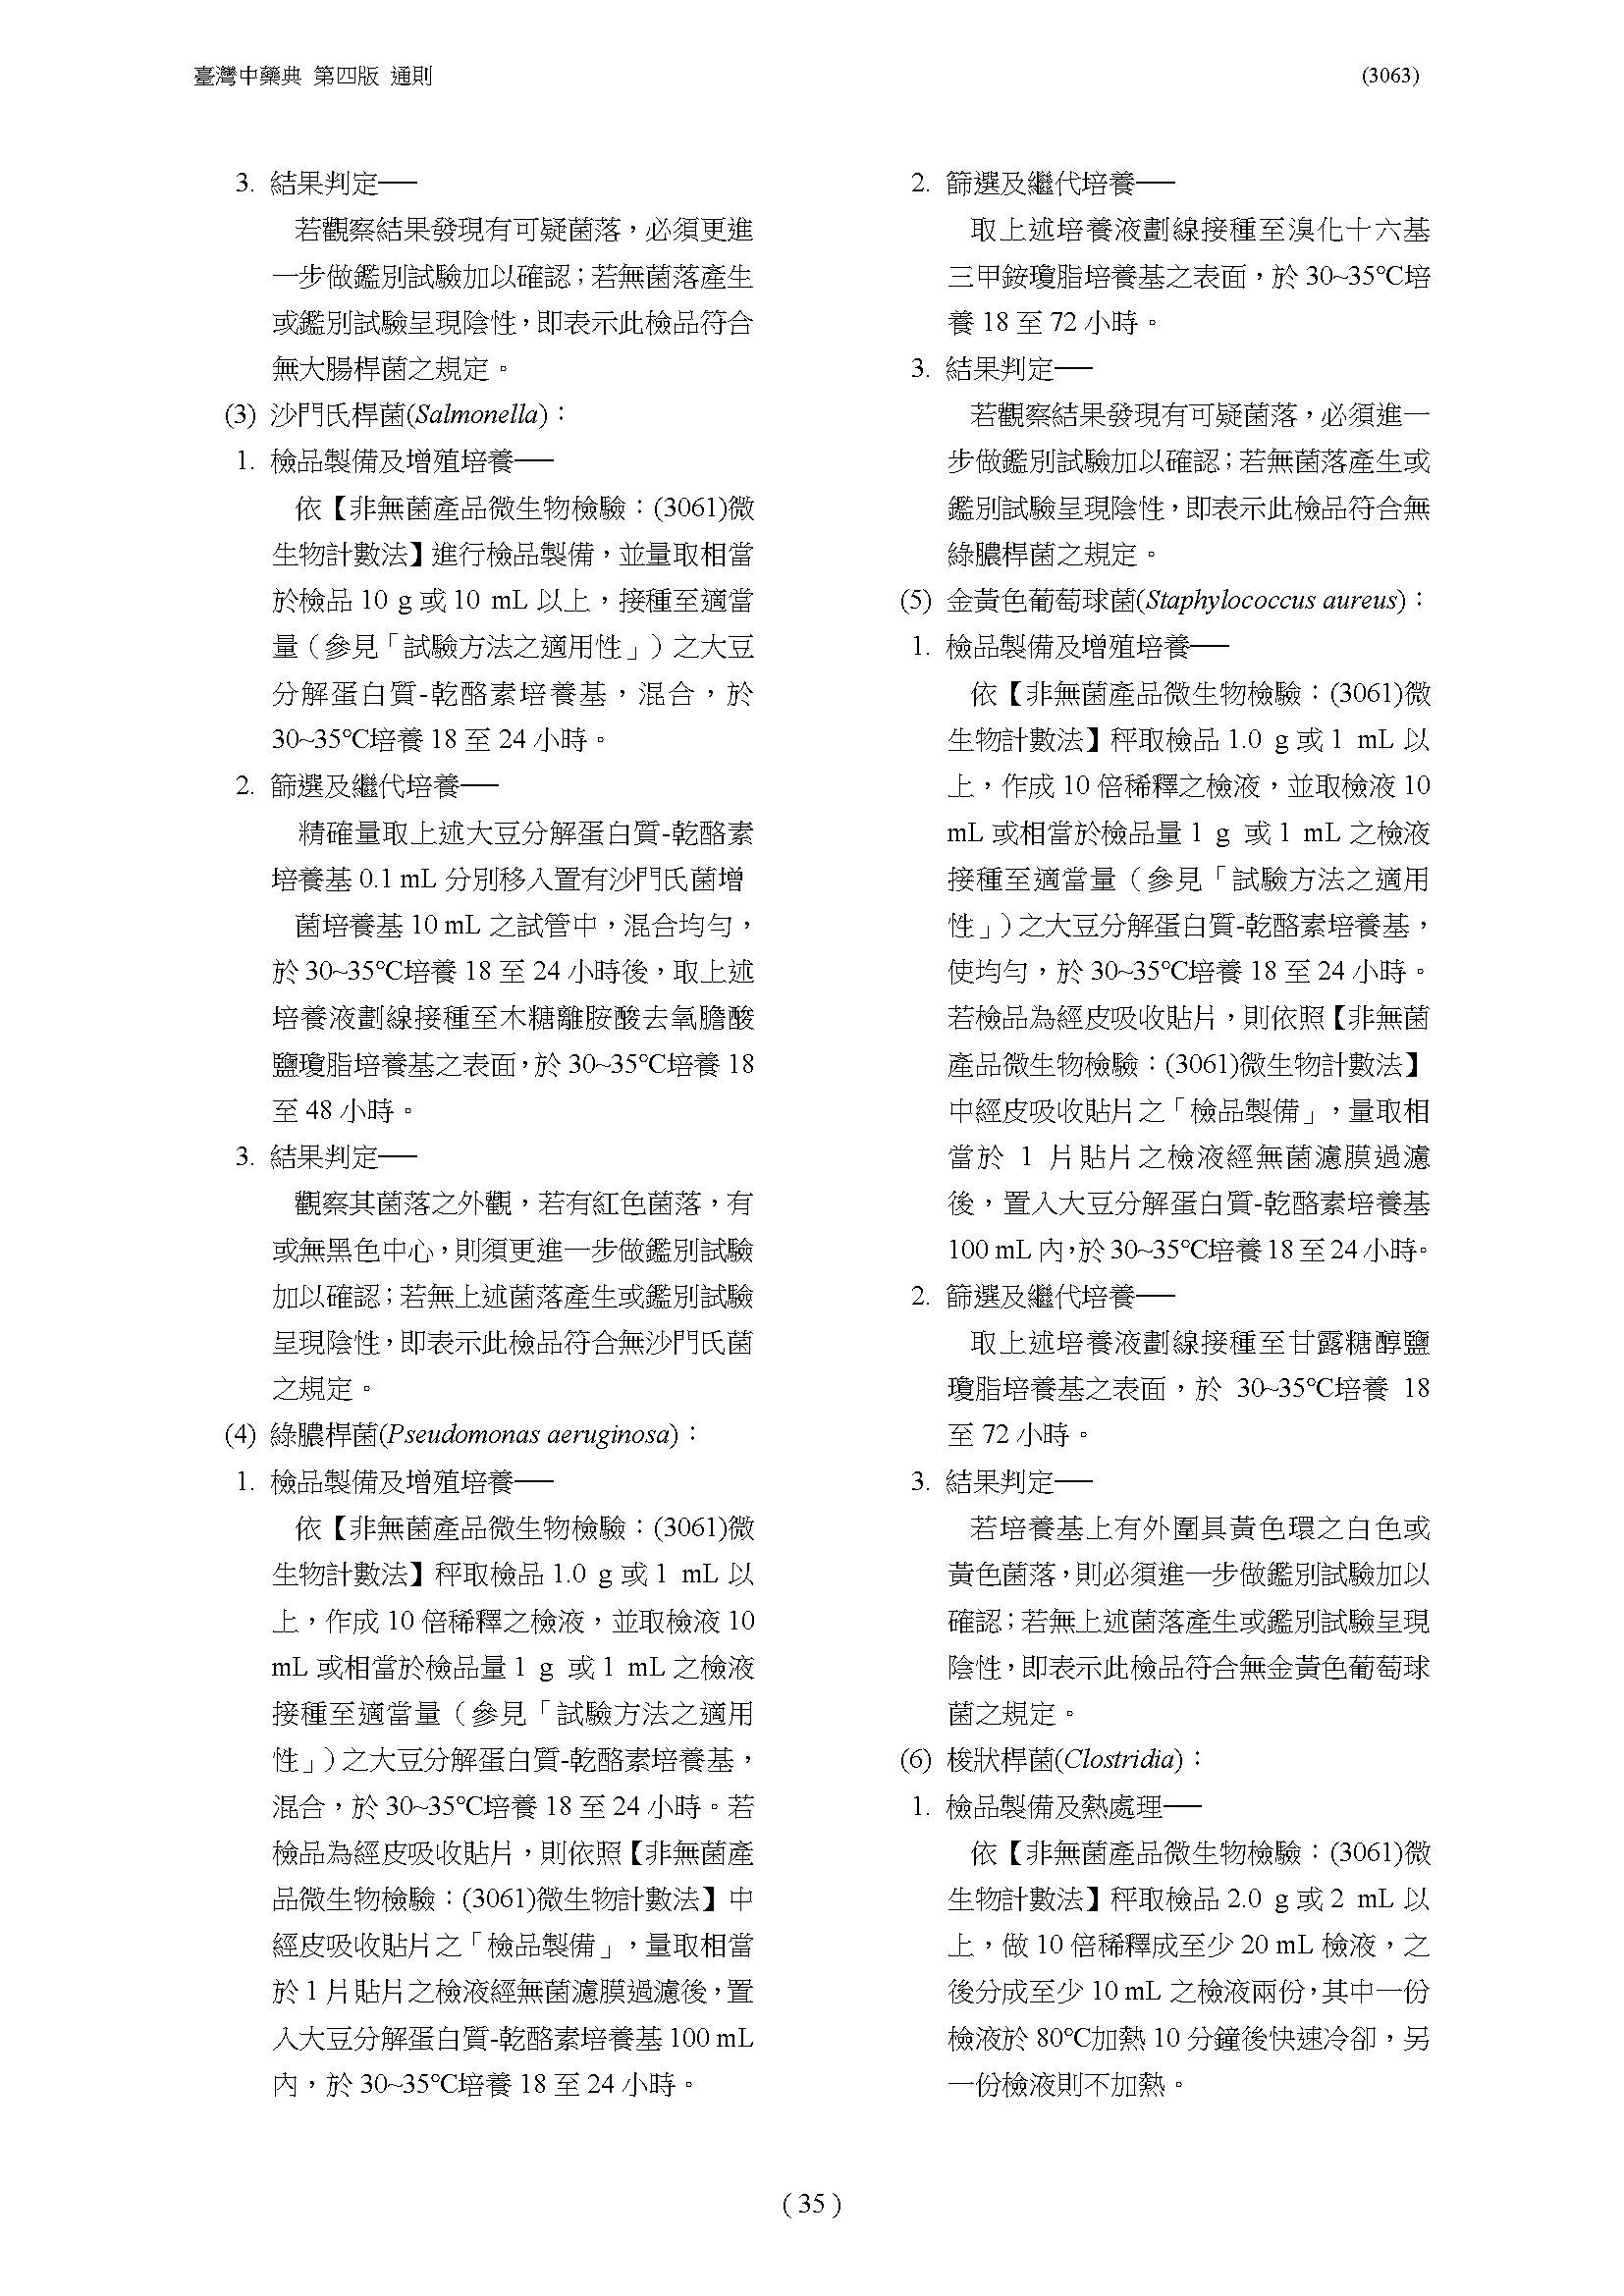 臺灣中藥典 第四版 通則
(3063)
3. 結果判定──
若觀察結果發現有可疑菌落，必須更進
一步做鑑別試驗加以確認；若無菌落產生
或鑑別試驗呈現陰性，即表示此檢品符合
無大腸桿菌之規定。
(3) 沙門氏桿菌(Salmonella)：
1. 檢品製備及增殖培養──
依【非無菌產品微生物檢驗：(3061)微
生物計數法】進行檢品製備，並量取相當
於檢品 10 g 或 10 mL 以上，接種至適當
量（參見「試驗方法之適用性」）之大豆
分解蛋白質-乾酪素培養基，混合，於
30~35℃培養 18 至 24 小時。
2. 篩選及繼代培養──
精確量取上述大豆分解蛋白質-乾酪素
培養基 0.1 mL 分別移入置有沙門氏菌增
菌培養基 10 mL 之試管中，混合均勻，
於 30~35℃培養 18 至 24 小時後，取上述
培養液劃線接種至木糖離胺酸去氧膽酸
鹽瓊脂培養基之表面，於 30~35℃培養 18
至 48 小時。
3. 結果判定──
觀察其菌落之外觀，若有紅色菌落，有
或無黑色中心，則須更進一步做鑑別試驗
加以確認；若無上述菌落產生或鑑別試驗
呈現陰性，即表示此檢品符合無沙門氏菌
之規定。
(4) 綠膿桿菌(Pseudomonas aeruginosa)：
1. 檢品製備及增殖培養──
依【非無菌產品微生物檢驗：(3061)微
生物計數法】秤取檢品 1.0 g 或 1 mL 以
上，作成 10 倍稀釋之檢液，並取檢液 10
mL 或相當於檢品量 1 g 或 1 mL 之檢液
接種至適當量（參見「試驗方法之適用
性」）之大豆分解蛋白質-乾酪素培養基，
混合，於 30~35℃培養 18 至 24 小時。若
檢品為經皮吸收貼片，則依照【非無菌產
品微生物檢驗：(3061)微生物計數法】中
經皮吸收貼片之「檢品製備」，量取相當
於 1 片貼片之檢液經無菌濾膜過濾後，置
入大豆分解蛋白質-乾酪素培養基 100 mL
內，於 30~35℃培養 18 至 24 小時。
2. 篩選及繼代培養──
取上述培養液劃線接種至溴化十六基
三甲銨瓊脂培養基之表面，於 30~35℃培
養 18 至 72 小時。
3. 結果判定──
若觀察結果發現有可疑菌落，必須進一
步做鑑別試驗加以確認；若無菌落產生或
鑑別試驗呈現陰性，即表示此檢品符合無
綠膿桿菌之規定。
(5) 金黃色葡萄球菌(Staphylococcus aureus)：
1. 檢品製備及增殖培養──
依【非無菌產品微生物檢驗：(3061)微
生物計數法】秤取檢品 1.0 g 或 1 mL 以
上，作成 10 倍稀釋之檢液，並取檢液 10
mL 或相當於檢品量 1 g 或 1 mL 之檢液
接種至適當量（參見「試驗方法之適用
性」）之大豆分解蛋白質-乾酪素培養基，
使均勻，於 30~35℃培養 18 至 24 小時。
若檢品為經皮吸收貼片，則依照【非無菌
產品微生物檢驗：(3061)微生物計數法】
中經皮吸收貼片之「檢品製備」，量取相
當於 1 片貼片之檢液經無菌濾膜過濾
後，置入大豆分解蛋白質-乾酪素培養基
100 mL 內，於 30~35℃培養 18 至 24 小時。
2. 篩選及繼代培養──
取上述培養液劃線接種至甘露糖醇鹽
瓊脂培養基之表面，於 30~35℃培養 18
至 72 小時。
3. 結果判定──
若培養基上有外圍具黃色環之白色或
黃色菌落，則必須進一步做鑑別試驗加以
確認；若無上述菌落產生或鑑別試驗呈現
陰性，即表示此檢品符合無金黃色葡萄球
菌之規定。
(6) 梭狀桿菌(Clostridia)：
1. 檢品製備及熱處理──
依【非無菌產品微生物檢驗：(3061)微
生物計數法】秤取檢品 2.0 g 或 2 mL 以
上，做 10 倍稀釋成至少 20 mL 檢液，之
後分成至少 10 mL 之檢液兩份，其中一份
檢液於 80℃加熱 10 分鐘後快速冷卻，另
一份檢液則不加熱。
( 35 )